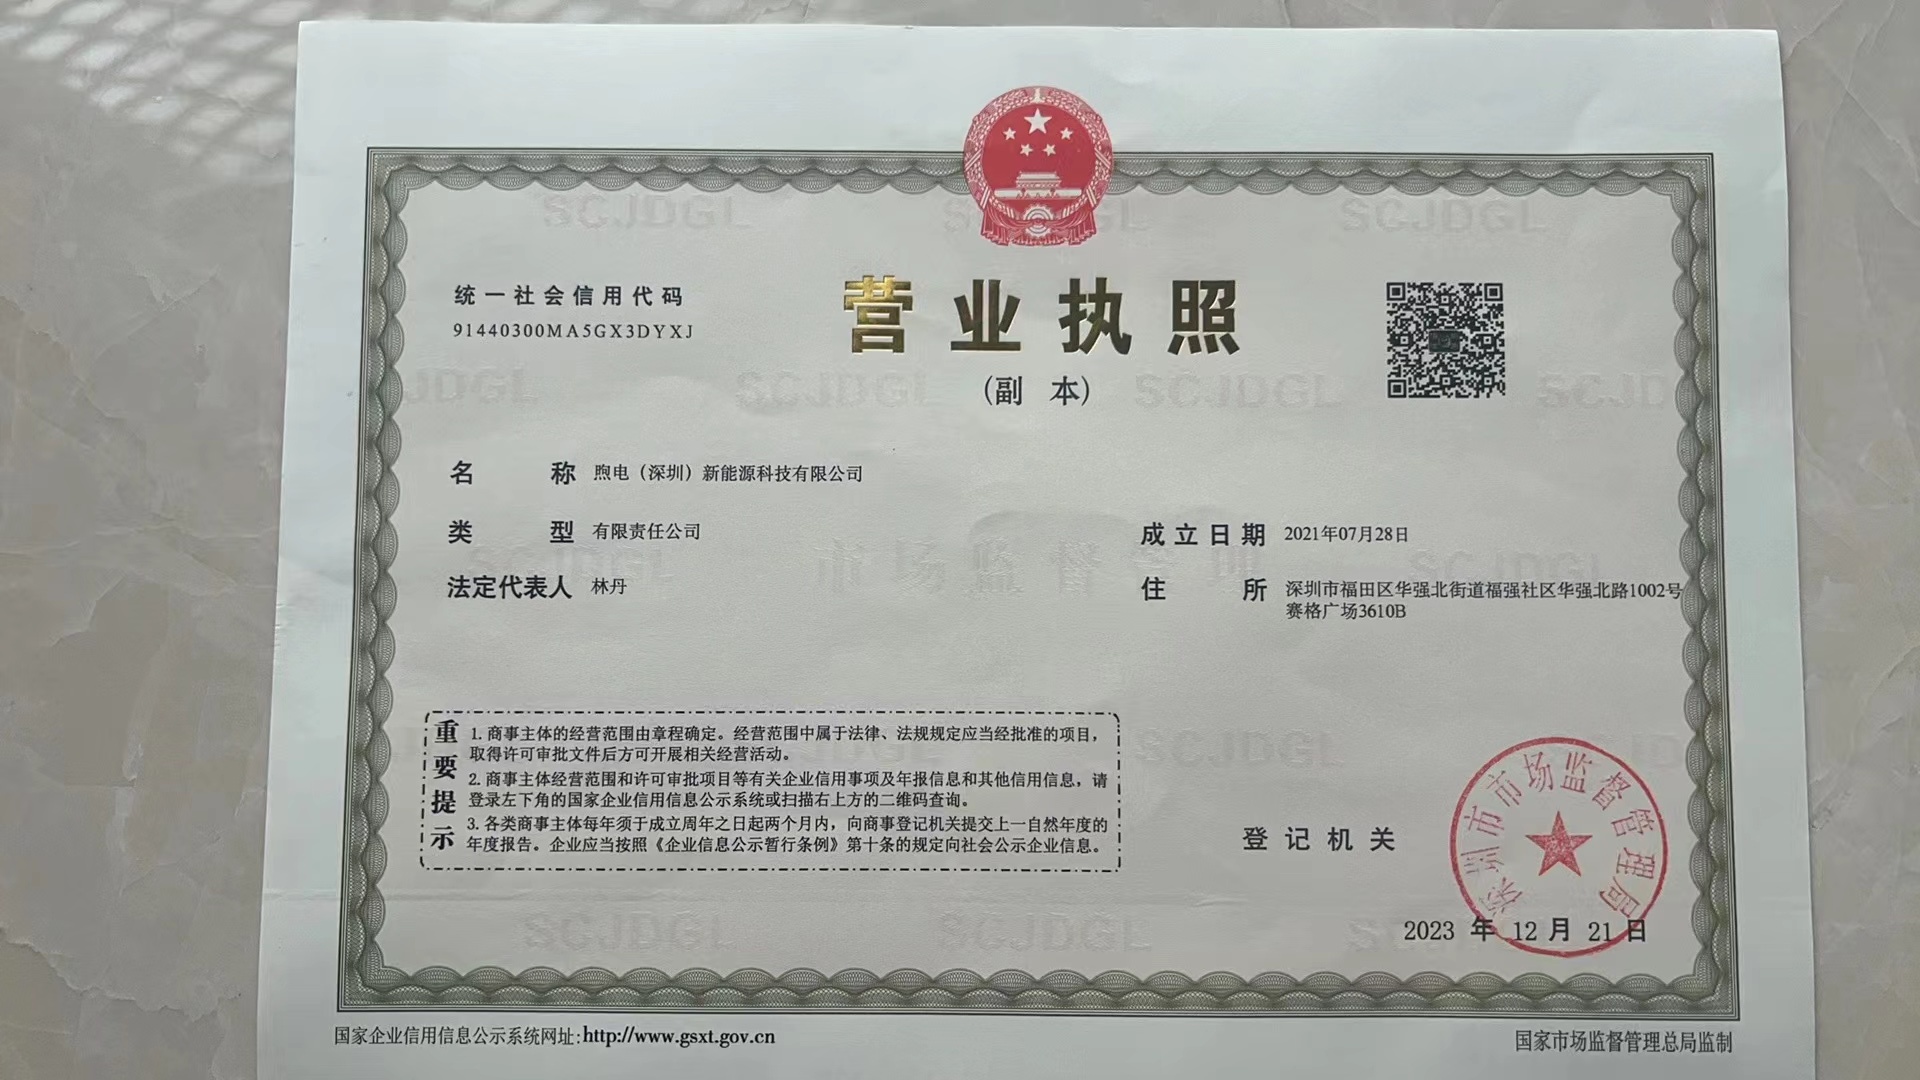 统一社会信用代码
91440300MA5GX3DYXJ
营业执照
(副 本)
名 称 煦电（深圳）新能源科技有限公司
类 型 有限责任公司
法定代表人 林丹
成立日期 2021年07月28日
住 所 深圳市福田区华强北街道福强社区华强北路1002号
赛格广场3610B
重要提示
1. 商事主体的经营范围由章程确定。经营范围中属于法律、法规规定应当经批准的项目，
取得许可审批文件后方可开展相关经营活动。
2. 商事主体经营范围和许可审批项目等有关企业信用事项及年报信息和其他信用信息，请
登录左下角的国家企业信用信息公示系统或扫描右上方的二维码查询。
3. 各类商事主体每年须于成立周年之日起两个月内，向商事登记机关提交上一自然年度的
年度报告。企业应当按照《企业信息公示暂行条例》第十条的规定向社会公示企业信息。
登记机关
深圳市市场监督管理局
2023 年 12 月 21 日
国家企业信用信息公示系统网址:http://www.gsxt.gov.cn
国家市场监督管理总局监制
SCJDGL
市场监督管理